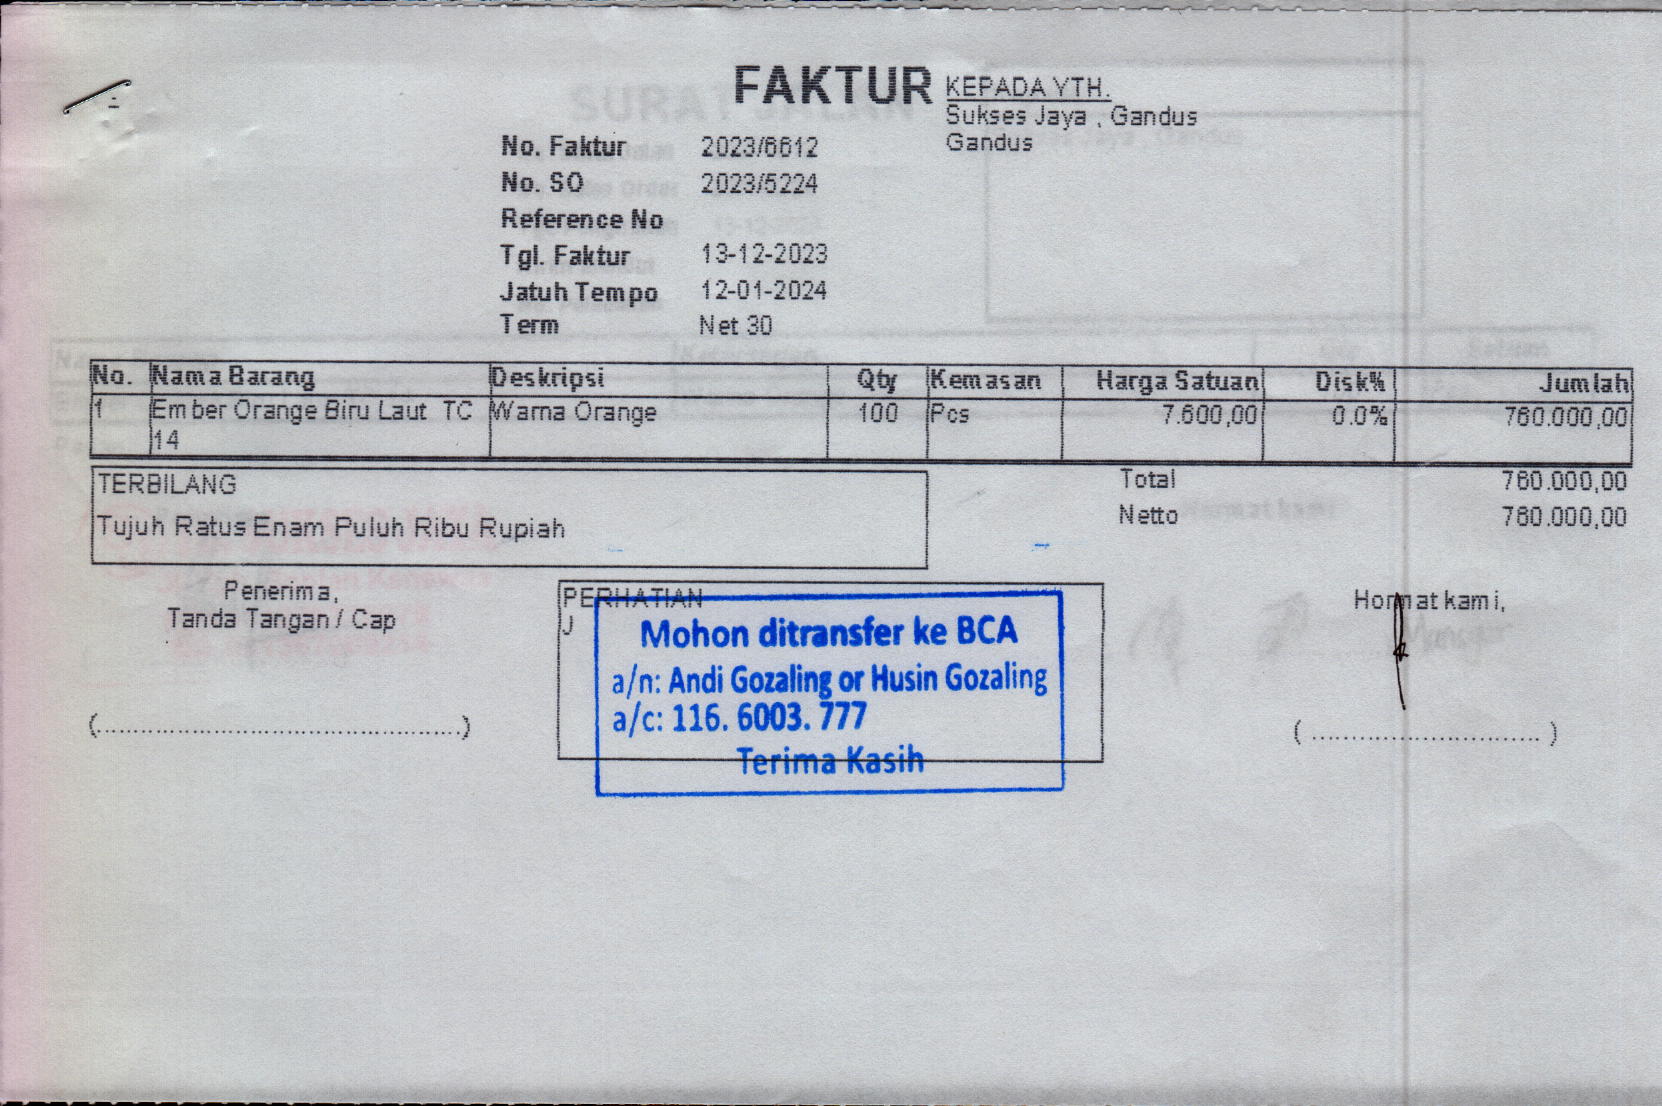 FAKTUR
KEPADA YTH.
Sukses Jaya , Gandus
Gandus
No. Faktur 2023/6612
No. SO 2023/5224
Reference No
Tgl. Faktur 13-12-2023
Jatuh Tempo 12-01-2024
Term Net 30
No. Nama Barang Deskripsi Qty Kemasan Harga Satuan Disk% Jumlah
1 Ember Orange Biru Laut TC Warna Orange 100 Pcs 7.600,00 0.0% 760.000,00
14
TERBILANG
Tujuh Ratus Enam Puluh Ribu Rupiah
Total 760.000,00
Netto 760.000,00
Penerima,
Tanda Tangan / Cap
(................................................)
PERHATIAN
J
Mohon ditransfer ke BCA
a/n: Andi Gozaling or Husin Gozaling
a/c: 116. 6003. 777
Terima Kasih
Hormat kami,
( .............................. )